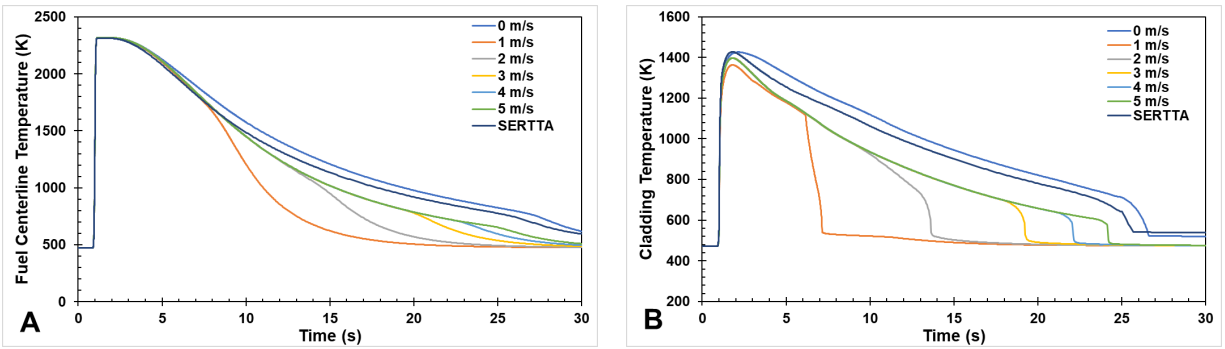 Fuel Centerline Temperature (K)
2500
2000
1500
1000
500
0
0 5 10 15 20 25 30
Time (s)
0 m/s
1 m/s
2 m/s
3 m/s
4 m/s
5 m/s
SERTTA
A
Cladding Temperature (K)
1600
1400
1200
1000
800
600
400
200
0 5 10 15 20 25 30
Time (s)
0 m/s
1 m/s
2 m/s
3 m/s
4 m/s
5 m/s
SERTTA
B